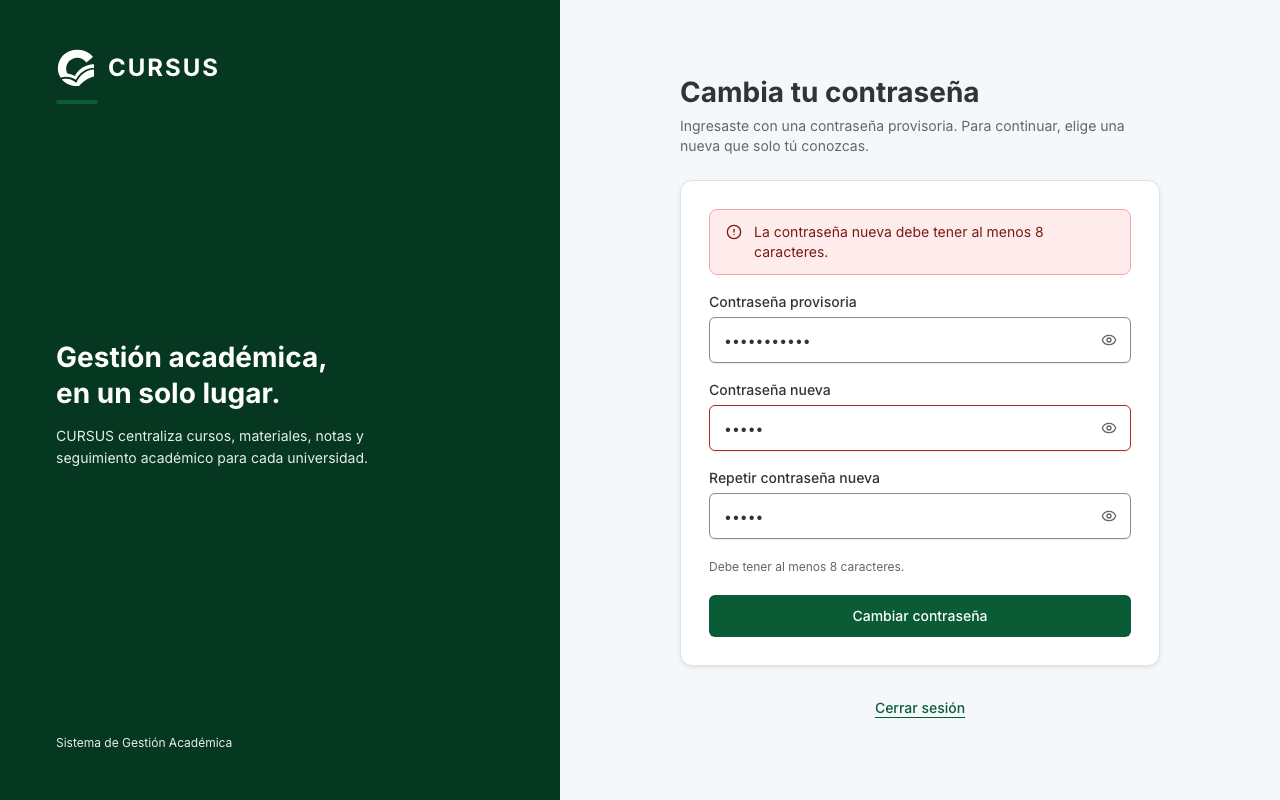 CURSUS
Gestión académica,
en un solo lugar.
CURSUS centraliza cursos, materiales, notas y
seguimiento académico para cada universidad.
Sistema de Gestión Académica
Cambia tu contraseña
Ingresaste con una contraseña provisoria. Para continuar, elige una
nueva que solo tú conozcas.
La contraseña nueva debe tener al menos 8
caracteres.
Contraseña provisoria
•••••••••••
Contraseña nueva
•••••
Repetir contraseña nueva
•••••
Debe tener al menos 8 caracteres.
Cambiar contraseña
Cerrar sesión